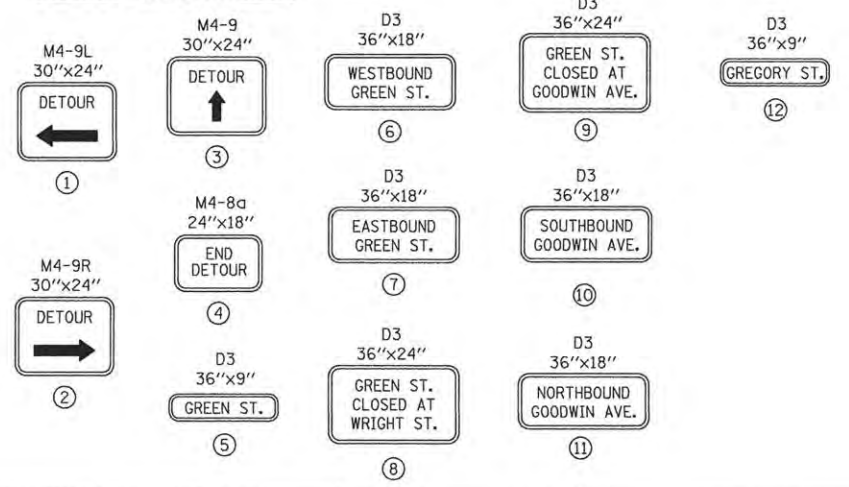 M4-9L
30''x24''
DETOUR
1
M4-9R
30''x24''
DETOUR
2
M4-9
30''x24''
DETOUR
3
M4-8a
24''x18''
END
DETOUR
4
D3
36''x9''
GREEN ST.
5
D3
36''x18''
WESTBOUND
GREEN ST.
6
D3
36''x18''
EASTBOUND
GREEN ST.
7
D3
36''x24''
GREEN ST.
CLOSED AT
WRIGHT ST.
8
D3
36''x24''
GREEN ST.
CLOSED AT
GOODWIN AVE.
9
D3
36''x18''
SOUTHBOUND
GOODWIN AVE.
10
D3
36''x18''
NORTHBOUND
GOODWIN AVE.
11
D3
36''x9''
GREGORY ST.
12